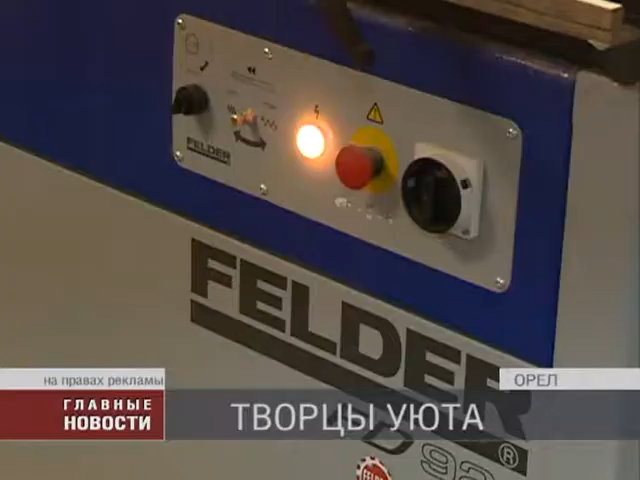 FELDER
FELDER
на правах рекламы
ОРЕЛ
ГЛАВНЫЕ
НОВОСТИ
ТВОРЦЫ УЮТА
®